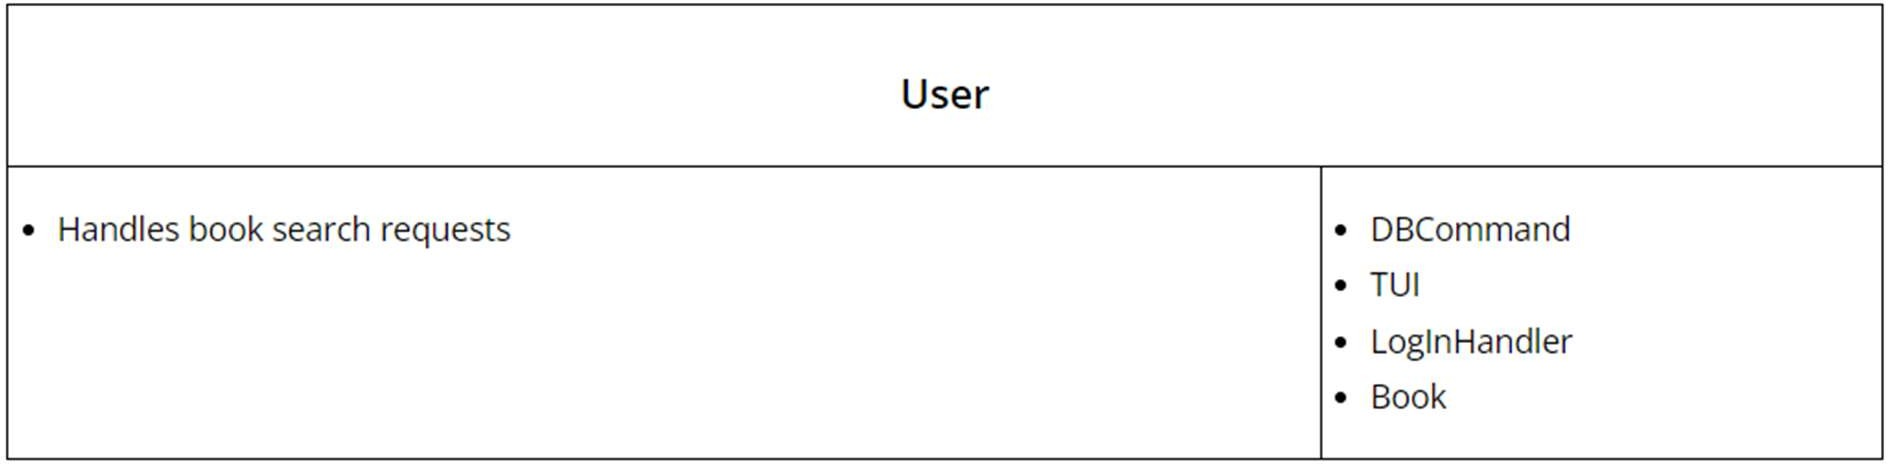 User
• Handles book search requests
• DBCommand
• TUI
• LogInHandler
• Book